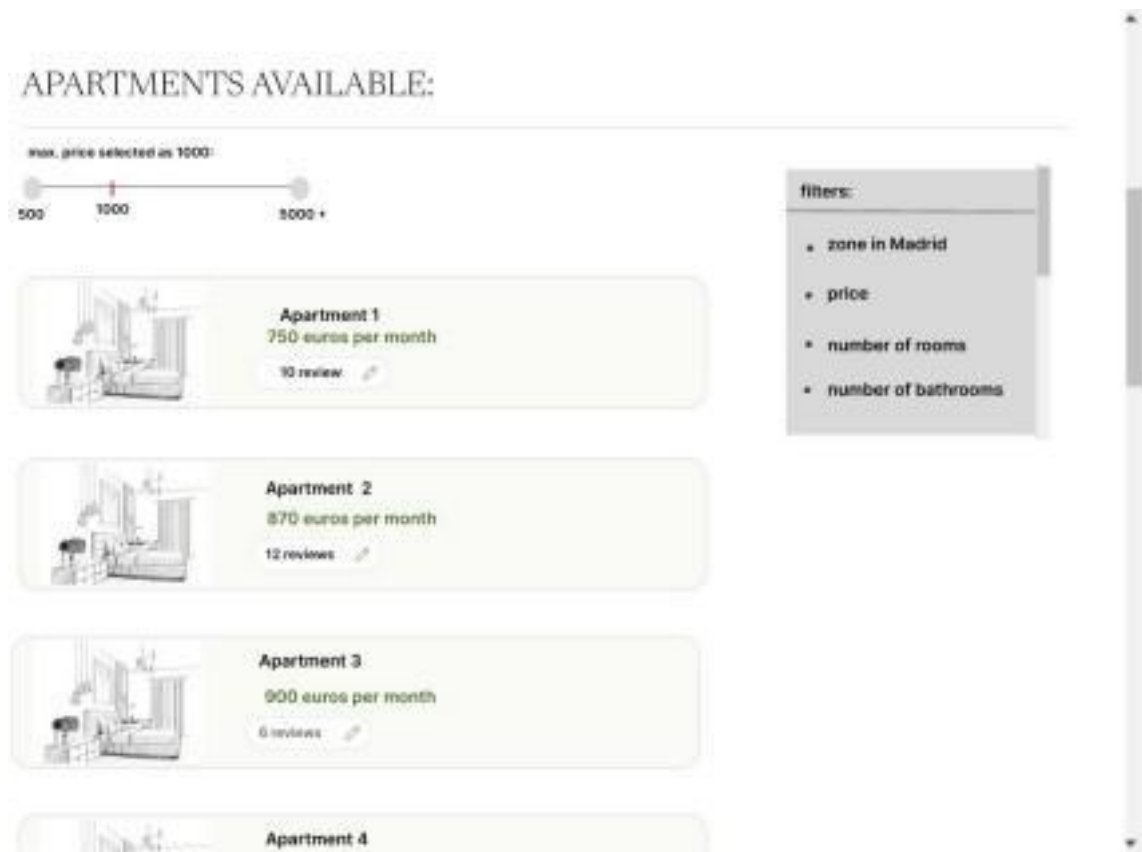 APARTMENTS AVAILABLE:
max. price selected as 1000:
500
1000
5000 +
filters:
• zone in Madrid
• price
• number of rooms
• number of bathrooms
Apartment 1
750 euros per month
10 review
Apartment 2
870 euros per month
12 reviews
Apartment 3
900 euros per month
6 reviews
Apartment 4